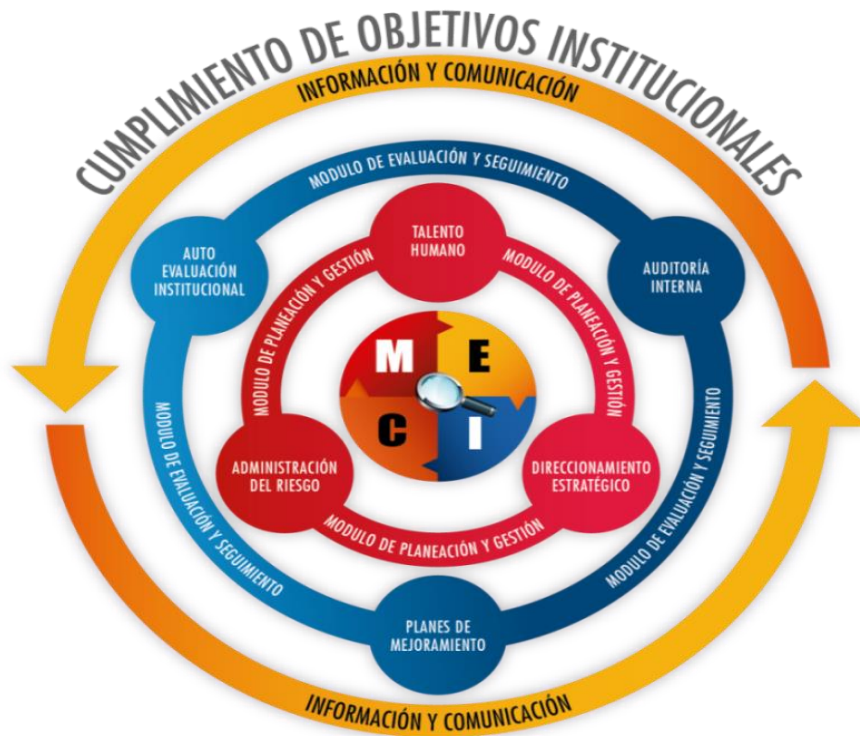 CUMPLIMIENTO DE OBJETIVOS INSTITUCIONALES
INFORMACIÓN Y COMUNICACIÓN
MODULO DE EVALUACIÓN Y SEGUIMIENTO
AUTO
EVALUACIÓN
INSTITUCIONAL
TALENTO
HUMANO
AUDITORÍA
INTERNA
MODULO DE PLANEACIÓN Y GESTIÓN
MODULO DE PLANEACIÓN Y GESTIÓN
M E
C I
ADMINISTRACIÓN
DEL RIESGO
DIRECCIONAMIENTO
ESTRATÉGICO
MODULO DE PLANEACIÓN Y GESTIÓN
MODULO DE EVALUACIÓN Y SEGUIMIENTO
MODULO DE EVALUACIÓN Y SEGUIMIENTO
PLANES DE
MEJORAMIENTO
INFORMACIÓN Y COMUNICACIÓN